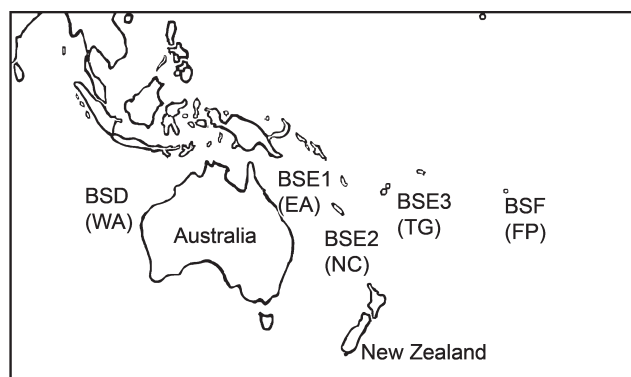 BSE1
(EA)
BSD
(WA)
BSE3
(TG)
BSF
(FP)
Australia
BSE2
(NC)
New Zealand